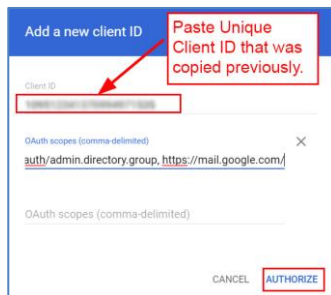 Add a new client ID
Paste Unique
Client ID that was
copied previously.
Client ID
OAuth scopes (comma-delimited)
auth/admin.directory.group, https://mail.google.com/
OAuth scopes (comma-delimited)
CANCEL
AUTHORIZE